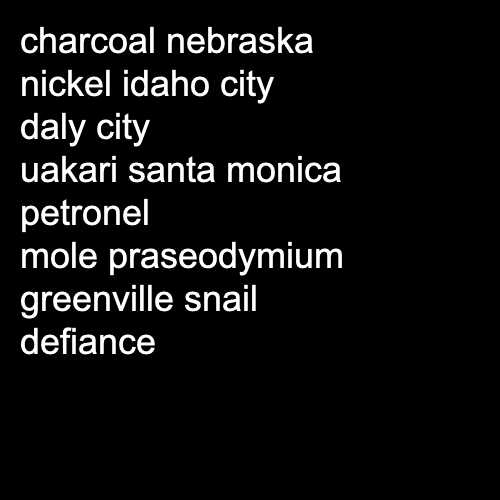 charcoal nebraska
nickel idaho city
daly city
uakari santa monica
petronel
mole praseodymium
greenville snail
defiance